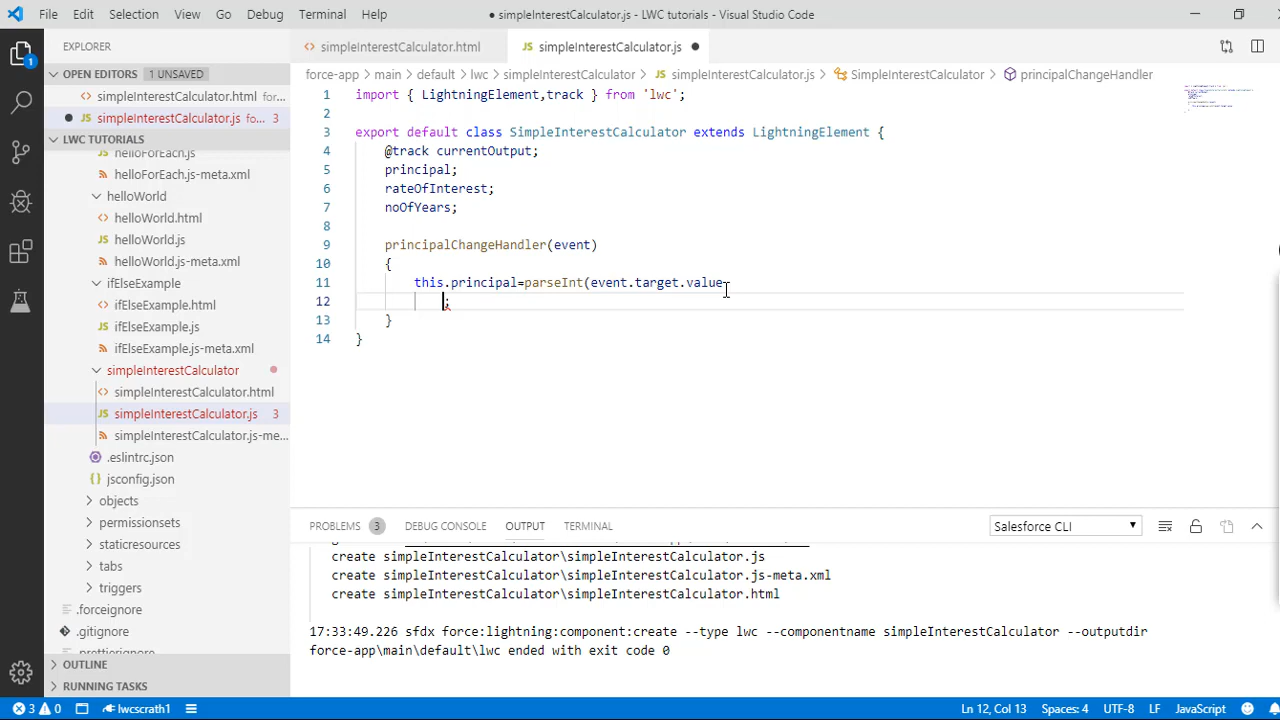 File Edit Selection View Go Debug Terminal Help
● simpleInterestCalculator.js - LWC tutorials - Visual Studio Code
EXPLORER
OPEN EDITORS 1 UNSAVED
simpleInterestCalculator.html for...
simpleInterestCalculator.js fo... 3
LWC TUTORIALS
helloForEach.js
helloForEach.js-meta.xml
helloWorld
helloWorld.html
helloWorld.js
helloWorld.js-meta.xml
ifElseExample
ifElseExample.html
ifElseExample.js
ifElseExample.js-meta.xml
simpleInterestCalculator
simpleInterestCalculator.html
simpleInterestCalculator.js 3
simpleInterestCalculator.js-me...
.eslintrc.json
jsconfig.json
objects
permissionsets
staticresources
tabs
triggers
.forceignore
.gitignore
.prettierignore
OUTLINE
RUNNING TASKS
simpleInterestCalculator.html
JS simpleInterestCalculator.js ●
force-app > main > default > lwc > simpleInterestCalculator > JS simpleInterestCalculator.js > SimpleInterestCalculator > principalChangeHandler
1 import { LightningElement,track } from 'lwc';
2
3 export default class SimpleInterestCalculator extends LightningElement {
4 @track currentOutput;
5 principal;
6 rateOfInterest;
7 noOfYears;
8
9 principalChangeHandler(event)
10 {
11 this.principal=parseInt(event.target.value
12 ;
13 }
14 }
PROBLEMS 3 DEBUG CONSOLE OUTPUT TERMINAL Salesforce CLI
create simpleInterestCalculator\simpleInterestCalculator.js
create simpleInterestCalculator\simpleInterestCalculator.js-meta.xml
create simpleInterestCalculator\simpleInterestCalculator.html
17:33:49.226 sfdx force:lightning:component:create --type lwc --componentname simpleInterestCalculator --outputdir
force-app\main\default\lwc ended with exit code 0
3 0 lwcscrath1 Ln 12, Col 13 Spaces: 4 UTF-8 LF JavaScript